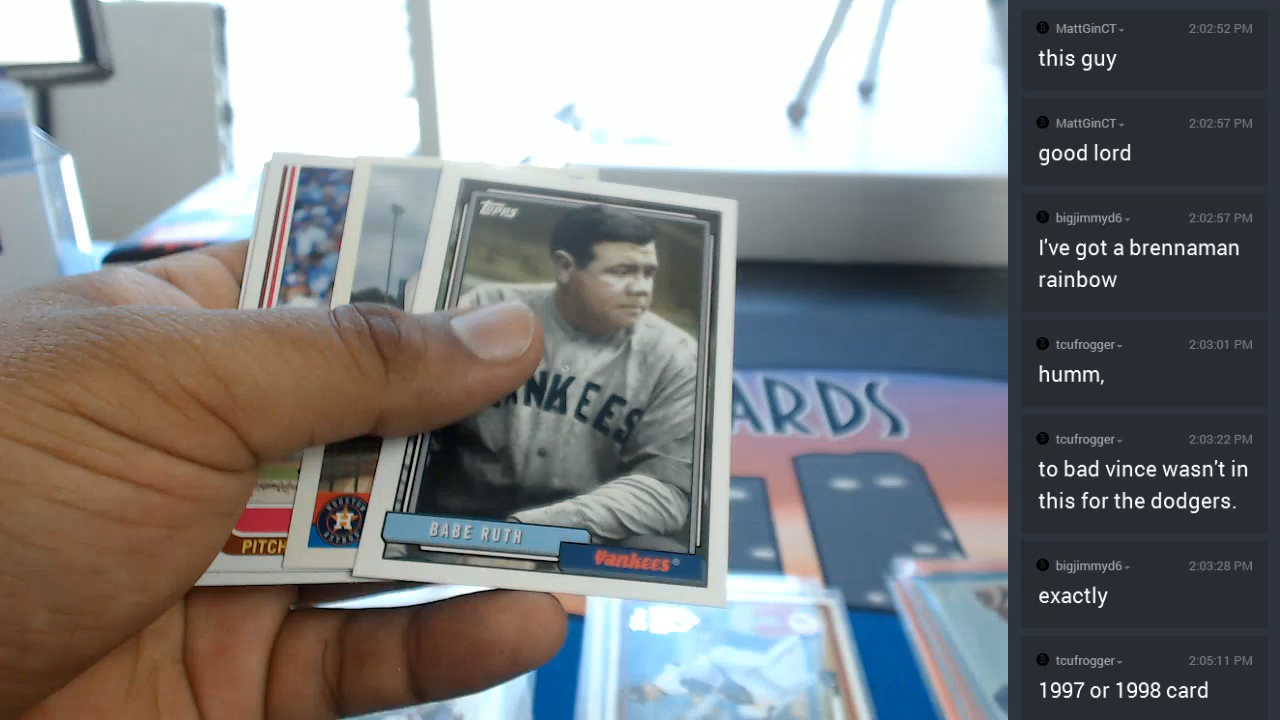 TOPPS
YANKEES
BABE RUTH
Yankees®
PITCH
HOUSTON
ARDS
MattGinCT
2:02:52 PM
this guy
MattGinCT
2:02:57 PM
good lord
bigjimmyd6
2:02:57 PM
I've got a brennaman
rainbow
tcufrogger
2:03:01 PM
humm,
tcufrogger
2:03:22 PM
to bad vince wasn't in
this for the dodgers.
bigjimmyd6
2:03:28 PM
exactly
tcufrogger
2:05:11 PM
1997 or 1998 card